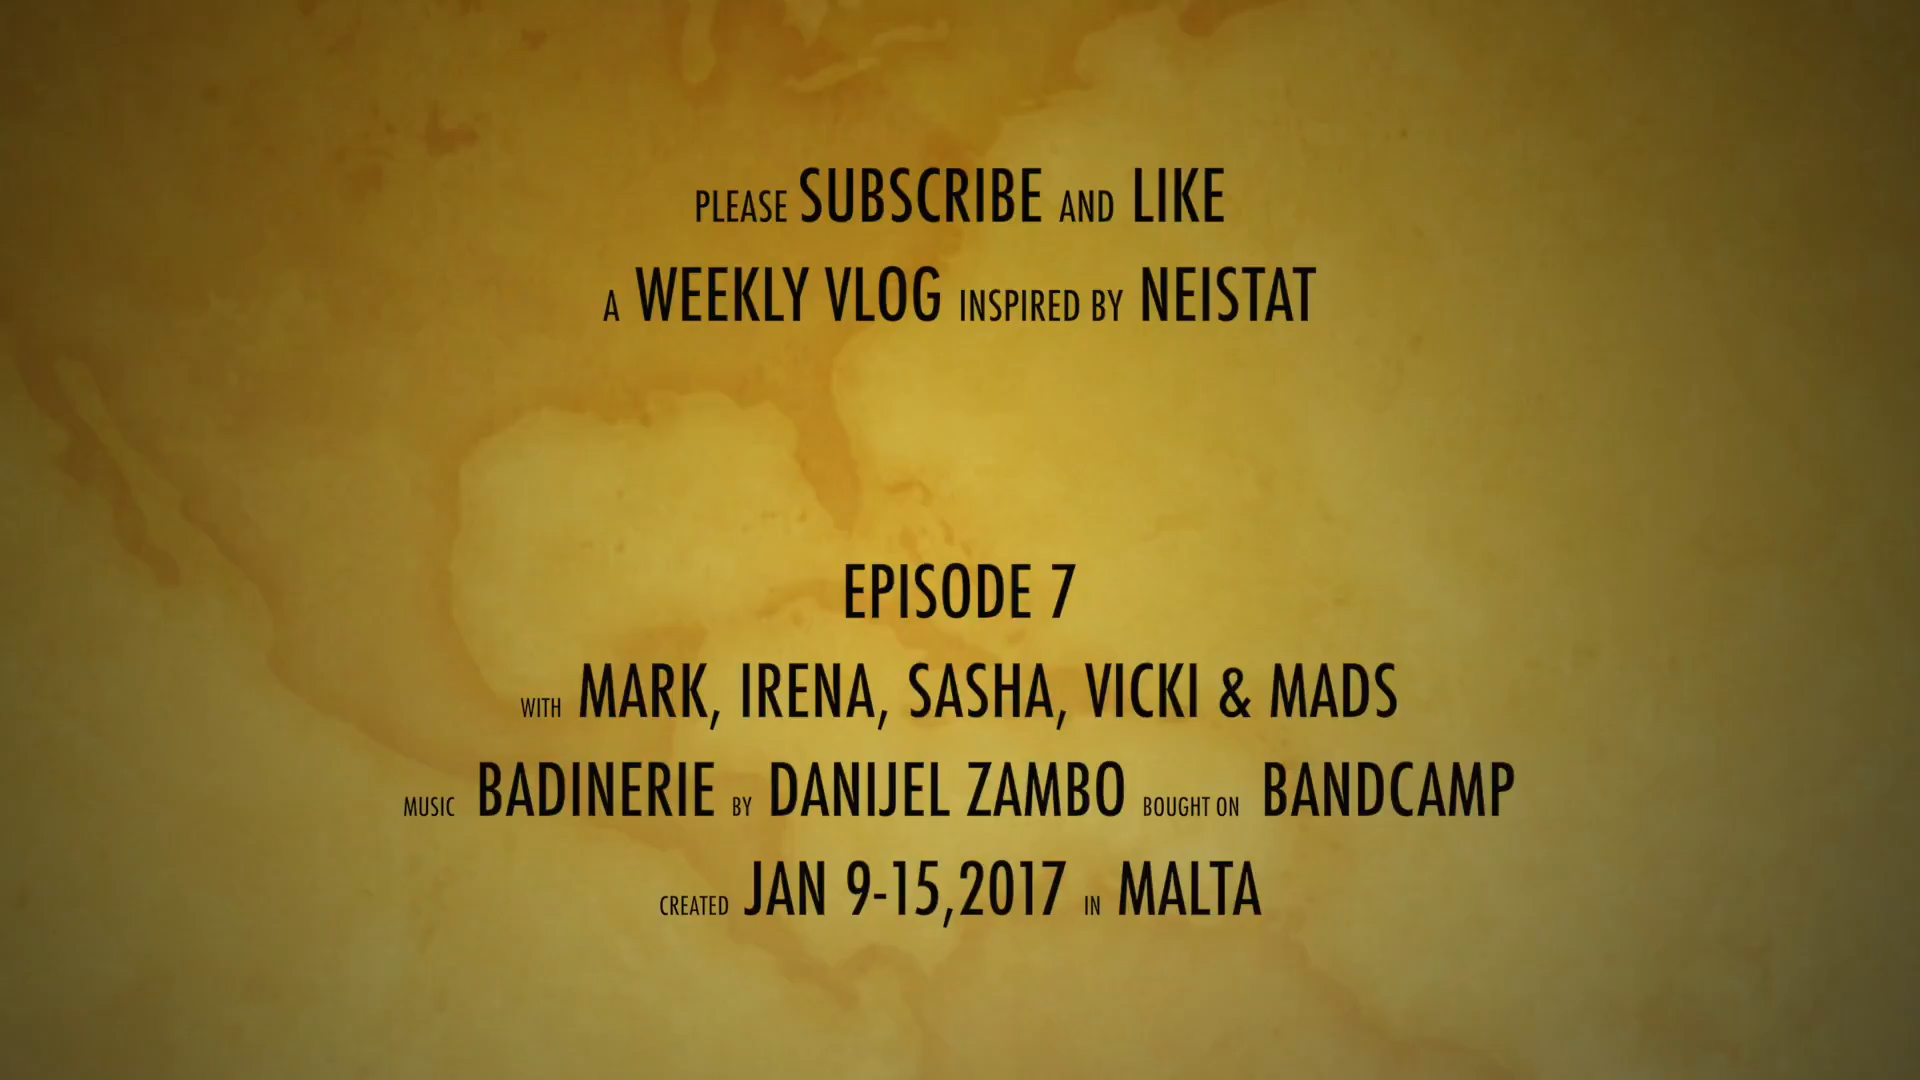 PLEASE SUBSCRIBE AND LIKE
A WEEKLY VLOG INSPIRED BY NEISTAT
EPISODE 7
WITH MARK, IRENA, SASHA, VICKI & MADS
MUSIC BADINERIE BY DANIJEL ZAMBO BOUGHT ON BANDCAMP
CREATED JAN 9-15,2017 IN MALTA